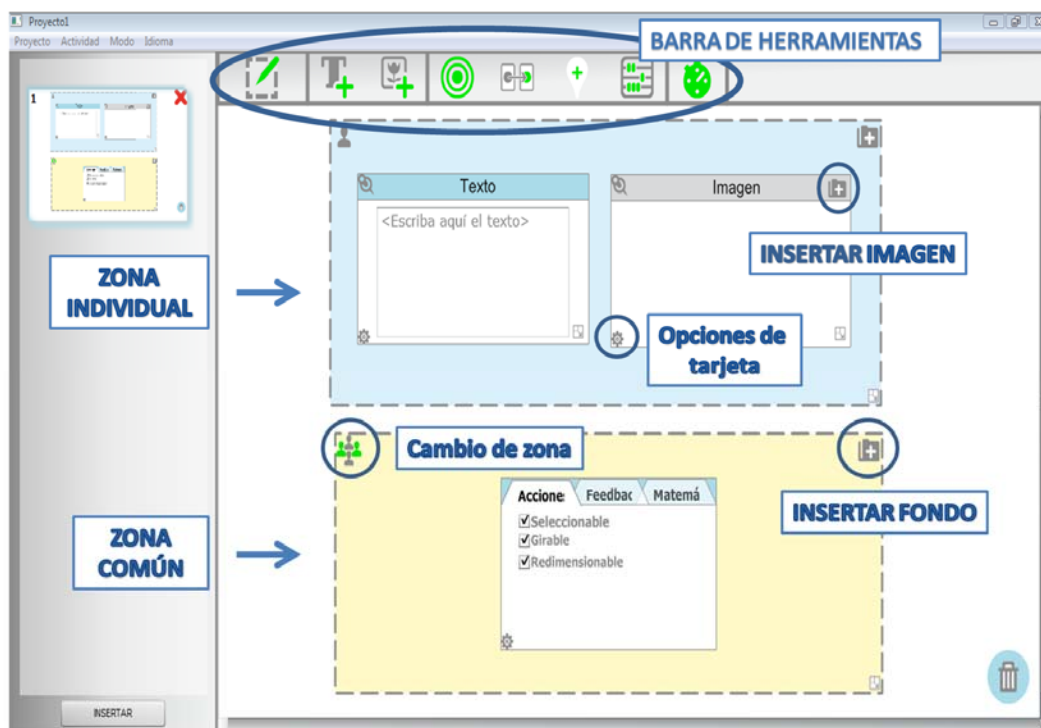 Proyecto1
Proyecto Actividad Modo Idioma
BARRA DE HERRAMIENTAS
1
Texto
Imagen
<Escriba aquí el texto>
INSERTAR IMAGEN
ZONA
INDIVIDUAL
Opciones de
tarjeta
Cambio de zona
Accione Feedbac Matemá
Seleccionable
Girable
Redimensionable
INSERTAR FONDO
ZONA
COMÚN
INSERTAR